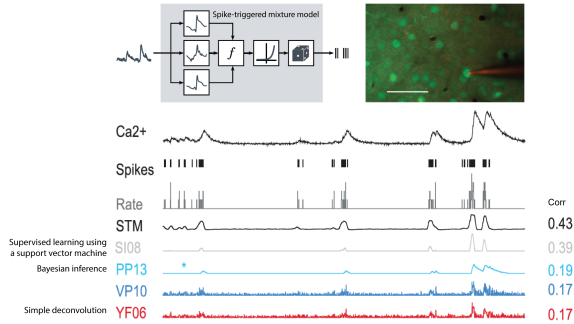 Spike-triggered mixture model
f
Ca2+
Spikes
Rate
Corr
STM 0.43
Supervised learning using
a support vector machine
SI08 0.39
Bayesian inference PP13 * 0.19
VP10 0.17
Simple deconvolution YF06 0.17